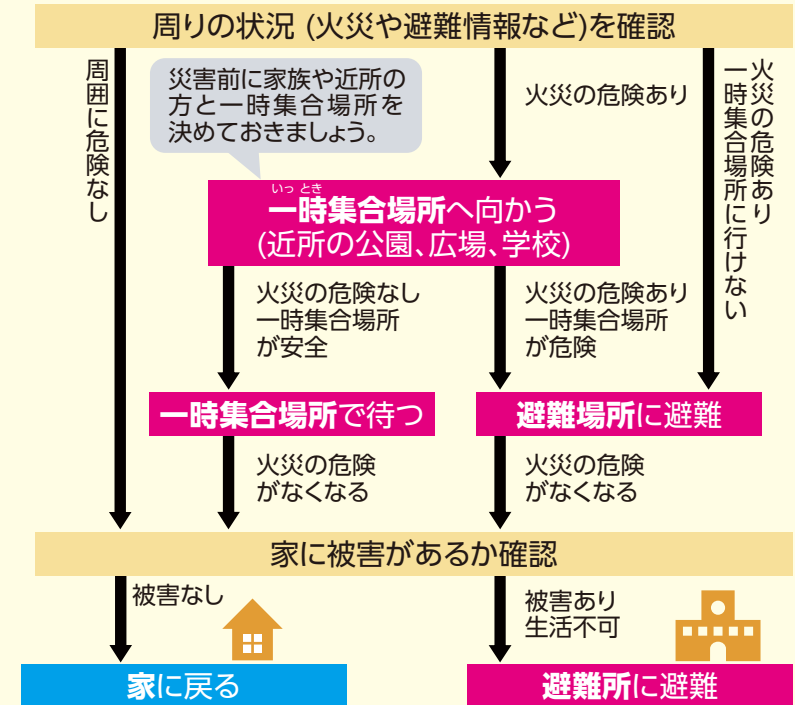 周りの状況 (火災や避難情報など)を確認
周囲に危険なし
災害前に家族や近所の
方と一時集合場所を
決めておきましょう。
火災の危険あり
火災の危険あり
一時集合場所に行けない
いっ とき
一時集合場所へ向かう
(近所の公園、広場、学校)
火災の危険なし
一時集合場所
が安全
火災の危険あり
一時集合場所
が危険
一時集合場所で待つ
避難場所に避難
火災の危険
がなくなる
火災の危険
がなくなる
家に被害があるか確認
被害なし
被害あり
生活不可
家に戻る
避難所に避難